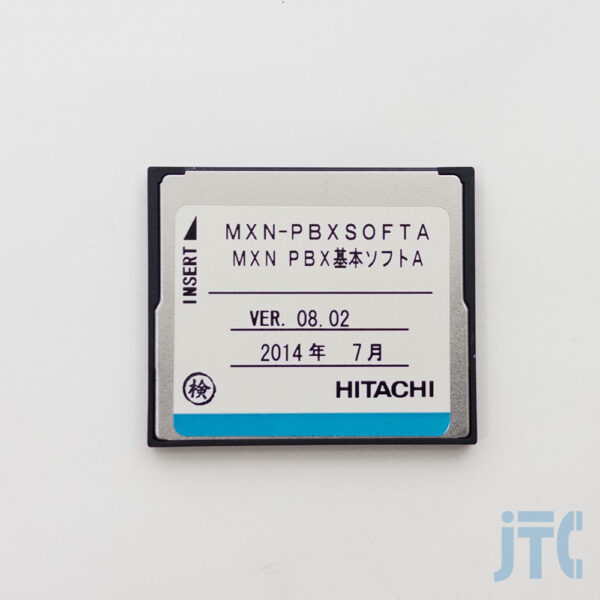 MXN-PBXSOFTA
MXN PBX基本ソフトA
INSERT
VER. 08.02
2014年 7月
検
HITACHI
JTC